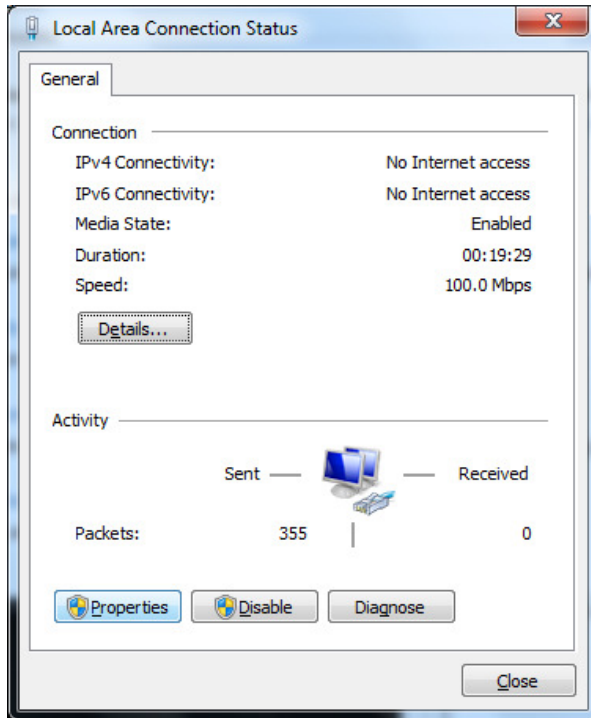 Local Area Connection Status
General
Connection
IPv4 Connectivity: No Internet access
IPv6 Connectivity: No Internet access
Media State: Enabled
Duration: 00:19:29
Speed: 100.0 Mbps
Details...
Activity
Sent Received
Packets: 355 0
Properties Disable Diagnose
Close